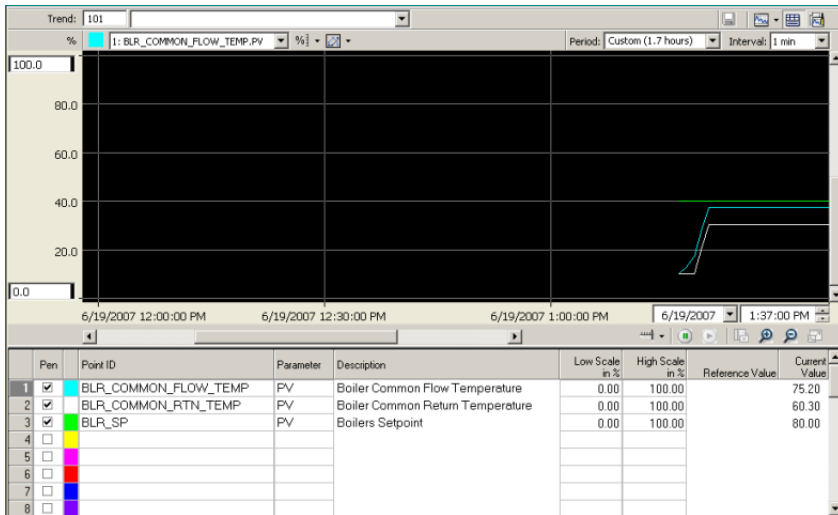 Trend: 101
% 1: BLR_COMMON_FLOW_TEMP.PV % Period: Custom (1.7 hours) Interval: 1 min
100.0
80.0
60.0
40.0
20.0
0.0
6/19/2007 12:00:00 PM 6/19/2007 12:30:00 PM 6/19/2007 1:00:00 PM 6/19/2007 1:37:00 PM
Pen Point ID Parameter Description Low Scale in % High Scale in % Reference Value Current Value
1 BLR_COMMON_FLOW_TEMP PV Boiler Common Flow Temperature 0.00 100.00 75.20
2 BLR_COMMON_RTN_TEMP PV Boiler Common Return Temperature 0.00 100.00 60.30
3 BLR_SP PV Boilers Setpoint 0.00 100.00 80.00
4
5
6
7
8